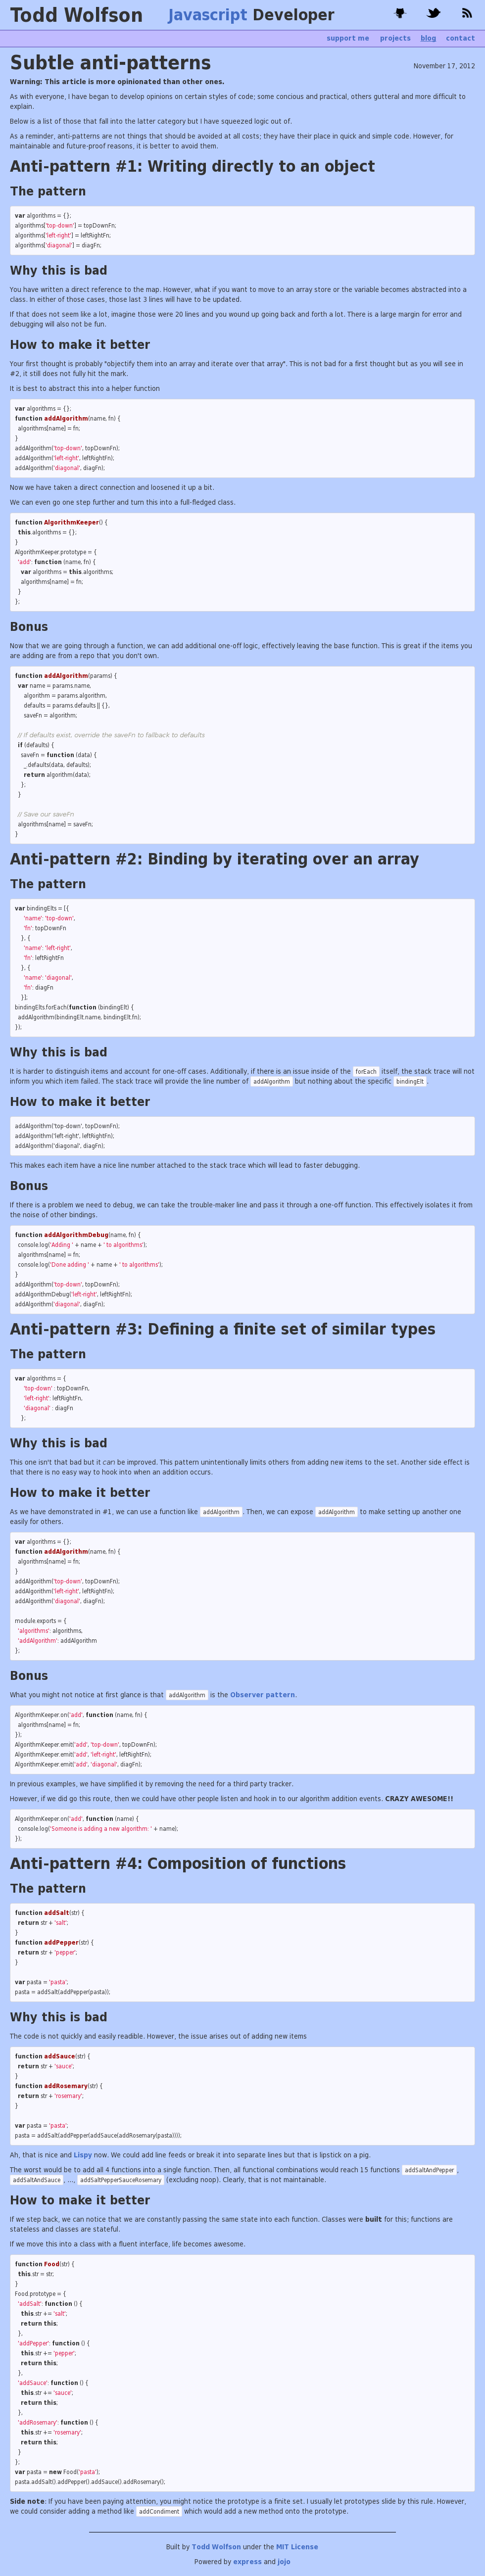 Todd Wolfson Javascript Developer
support me projects blog contact
Subtle anti-patterns
November 17, 2012
Warning: This article is more opinionated than other ones.
As with everyone, I have began to develop opinions on certain styles of code; some concious and practical, others gutteral and more difficult to
explain.
Below is a list of those that fall into the latter category but I have squeezed logic out of.
As a reminder, anti-patterns are not things that should be avoided at all costs; they have their place in quick and simple code. However, for
maintainable and future-proof reasons, it is better to avoid them.
Anti-pattern #1: Writing directly to an object
The pattern
var algorithms = {};
algorithms['top-down'] = topDownFn;
algorithms['left-right'] = leftRightFn;
algorithms['diagonal'] = diagFn;
Why this is bad
You have written a direct reference to the map. However, what if you want to move to an array store or the variable becomes abstracted into a
class. In either of those cases, those last 3 lines will have to be updated.
If that does not seem like a lot, imagine those were 20 lines and you wound up going back and forth a lot. There is a large margin for error and
debugging will also not be fun.
How to make it better
Your first thought is probably "objectify them into an array and iterate over that array". This is not bad for a first thought but as you will see in
#2, it still does not fully hit the mark.
It is best to abstract this into a helper function
var algorithms = {};
function addAlgorithm(name, fn) {
algorithms[name] = fn;
}
addAlgorithm('top-down', topDownFn);
addAlgorithm('left-right', leftRightFn);
addAlgorithm('diagonal', diagFn);
Now we have taken a direct connection and loosened it up a bit.
We can even go one step further and turn this into a full-fledged class.
function AlgorithmKeeper() {
this.algorithms = {};
}
AlgorithmKeeper.prototype = {
'add': function (name, fn) {
var algorithms = this.algorithms;
algorithms[name] = fn;
}
};
Bonus
Now that we are going through a function, we can add additional one-off logic, effectively leaving the base function. This is great if the items you
are adding are from a repo that you don't own.
function addAlgorithm(params) {
var name = params.name,
algorithm = params.algorithm,
defaults = params.defaults || {},
saveFn = algorithm;
// If defaults exist, override the saveFn to fallback to defaults
if (defaults) {
saveFn = function (data) {
_.defaults(data, defaults);
return algorithm(data);
};
}
// Save our saveFn
algorithms[name] = saveFn;
}
Anti-pattern #2: Binding by iterating over an array
The pattern
var bindingElts = [{
'name': 'top-down',
'fn': topDownFn
}, {
'name': 'left-right',
'fn': leftRightFn
}, {
'name': 'diagonal',
'fn': diagFn
}];
bindingElts.forEach(function (bindingElt) {
addAlgorithm(bindingElt.name, bindingElt.fn);
});
Why this is bad
It is harder to distinguish items and account for one-off cases. Additionally, if there is an issue inside of the forEach itself, the stack trace will not
inform you which item failed. The stack trace will provide the line number of addAlgorithm but nothing about the specific bindingElt.
How to make it better
addAlgorithm('top-down', topDownFn);
addAlgorithm('left-right', leftRightFn);
addAlgorithm('diagonal', diagFn);
This makes each item have a nice line number attached to the stack trace which will lead to faster debugging.
Bonus
If there is a problem we need to debug, we can take the trouble-maker line and pass it through a one-off function. This effectively isolates it from
the noise of other bindings.
function addAlgorithmDebug(name, fn) {
console.log('Adding ' + name + ' to algorithms');
algorithms[name] = fn;
console.log('Done adding ' + name + ' to algorithms');
}
addAlgorithm('top-down', topDownFn);
addAlgorithmDebug('left-right', leftRightFn);
addAlgorithm('diagonal', diagFn);
Anti-pattern #3: Defining a finite set of similar types
The pattern
var algorithms = {
'top-down' : topDownFn,
'left-right': leftRightFn,
'diagonal' : diagFn
};
Why this is bad
This one isn't that bad but it can be improved. This pattern unintentionally limits others from adding new items to the set. Another side effect is
that there is no easy way to hook into when an addition occurs.
How to make it better
As we have demonstrated in #1, we can use a function like addAlgorithm. Then, we can expose addAlgorithm to make setting up another one
easily for others.
var algorithms = {};
function addAlgorithm(name, fn) {
algorithms[name] = fn;
}
addAlgorithm('top-down', topDownFn);
addAlgorithm('left-right', leftRightFn);
addAlgorithm('diagonal', diagFn);
module.exports = {
'algorithms': algorithms,
'addAlgorithm': addAlgorithm
};
Bonus
What you might not notice at first glance is that addAlgorithm is the Observer pattern.
AlgorithmKeeper.on('add', function (name, fn) {
algorithms[name] = fn;
});
AlgorithmKeeper.emit('add', 'top-down', topDownFn);
AlgorithmKeeper.emit('add', 'left-right', leftRightFn);
AlgorithmKeeper.emit('add', 'diagonal', diagFn);
In previous examples, we have simplified it by removing the need for a third party tracker.
However, if we did go this route, then we could have other people listen and hook in to our algorithm addition events. CRAZY AWESOME!!
AlgorithmKeeper.on('add', function (name) {
console.log('Someone is adding a new algorithm: ' + name);
});
Anti-pattern #4: Composition of functions
The pattern
function addSalt(str) {
return str + 'salt';
}
function addPepper(str) {
return str + 'pepper';
}
var pasta = 'pasta';
pasta = addSalt(addPepper(pasta));
Why this is bad
The code is not quickly and easily readible. However, the issue arises out of adding new items
function addSauce(str) {
return str + 'sauce';
}
function addRosemary(str) {
return str + 'rosemary';
}
var pasta = 'pasta';
pasta = addSalt(addPepper(addSauce(addRosemary(pasta))));
Ah, that is nice and Lispy now. We could add line feeds or break it into separate lines but that is lipstick on a pig.
The worst would be to add all 4 functions into a single function. Then, all functional combinations would reach 15 functions addSaltAndPepper,
addSaltAndSauce, ..., addSaltPepperSauceRosemary (excluding noop). Clearly, that is not maintainable.
How to make it better
If we step back, we can notice that we are constantly passing the same state into each function. Classes were built for this; functions are
stateless and classes are stateful.
If we move this into a class with a fluent interface, life becomes awesome.
function Food(str) {
this.str = str;
}
Food.prototype = {
'addSalt': function () {
this.str += 'salt';
return this;
},
'addPepper': function () {
this.str += 'pepper';
return this;
},
'addSauce': function () {
this.str += 'sauce';
return this;
},
'addRosemary': function () {
this.str += 'rosemary';
return this;
}
};
var pasta = new Food('pasta');
pasta.addSalt().addPepper().addSauce().addRosemary();
Side note: If you have been paying attention, you might notice the prototype is a finite set. I usually let prototypes slide by this rule. However,
we could consider adding a method like addCondiment which would add a new method onto the prototype.
Built by Todd Wolfson under the MIT License
Powered by express and jojo